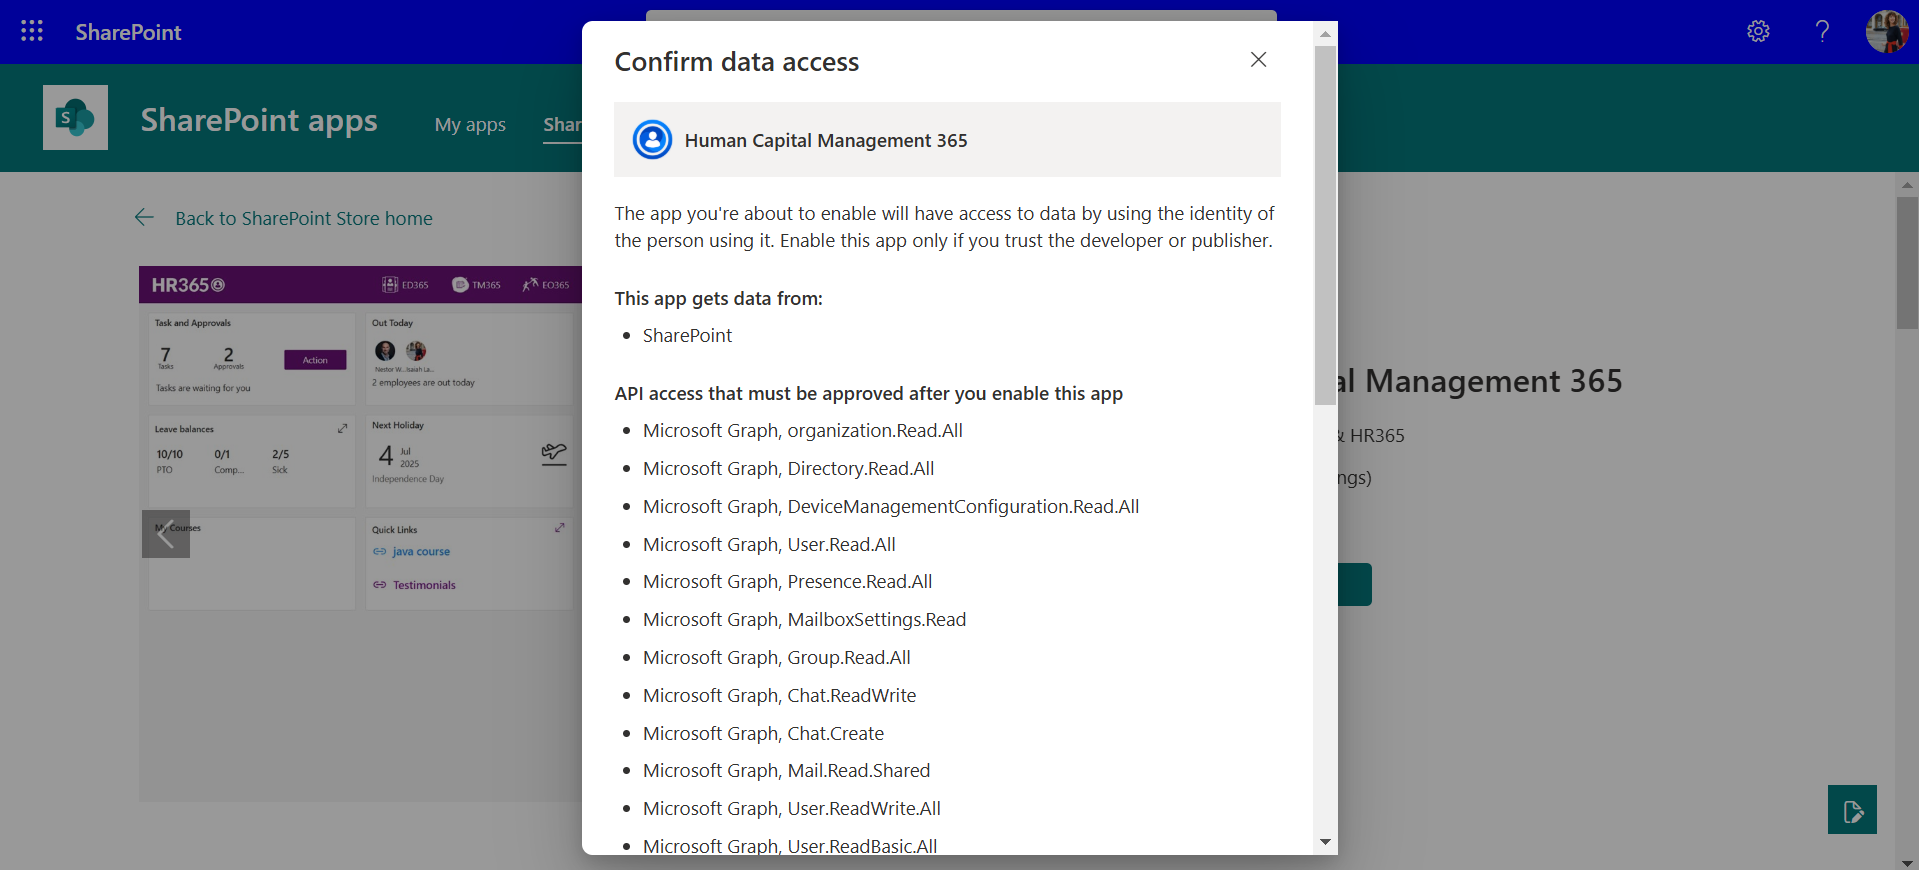 SharePoint
SharePoint apps
My apps
Shar
Back to SharePoint Store home
HR365
ED365
TM365
EO365
Task and Approvals
7
Tasks
2
Approvals
Action
Tasks are waiting for you
Out Today
Nestor W...
Isaiah La...
2 employees are out today
Leave balances
10/10
PTO
0/1
Comp...
2/5
Sick
Next Holiday
4
Jul
2025
Independence Day
My Courses
Quick Links
java course
Testimonials
Confirm data access
Human Capital Management 365
The app you're about to enable will have access to data by using the identity of
the person using it. Enable this app only if you trust the developer or publisher.
This app gets data from:
• SharePoint
API access that must be approved after you enable this app
• Microsoft Graph, organization.Read.All
• Microsoft Graph, Directory.Read.All
• Microsoft Graph, DeviceManagementConfiguration.Read.All
• Microsoft Graph, User.Read.All
• Microsoft Graph, Presence.Read.All
• Microsoft Graph, MailboxSettings.Read
• Microsoft Graph, Group.Read.All
• Microsoft Graph, Chat.ReadWrite
• Microsoft Graph, Chat.Create
• Microsoft Graph, Mail.Read.Shared
• Microsoft Graph, User.ReadWrite.All
• Microsoft Graph, User.ReadBasic.All
al Management 365
& HR365
ngs)